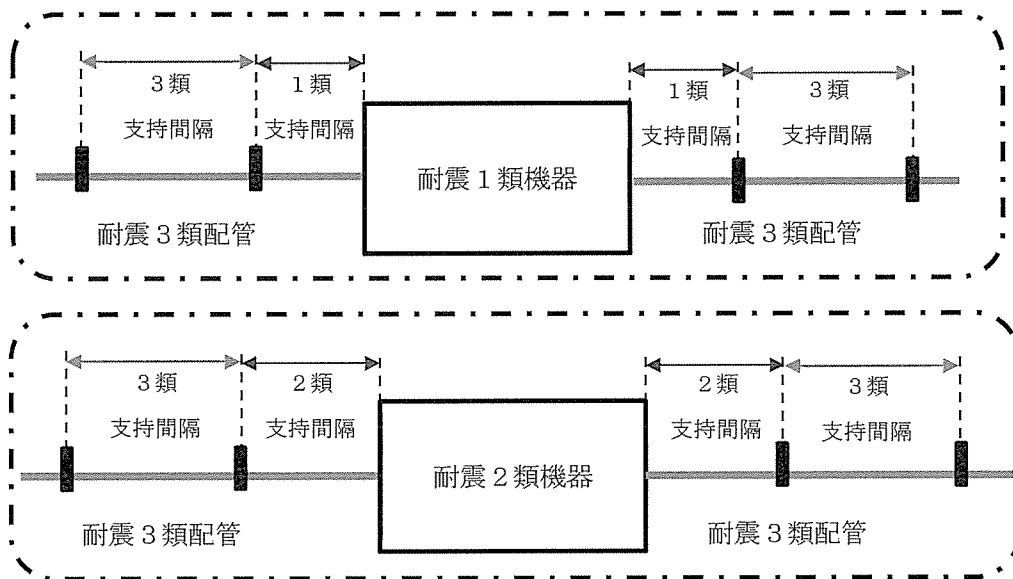 3類 1類 1類 3類
支持間隔 支持間隔 支持間隔 支持間隔
耐震1類機器
耐震3類配管 耐震3類配管
3類 2類 2類 3類
支持間隔 支持間隔 支持間隔 支持間隔
耐震2類機器
耐震3類配管 耐震3類配管